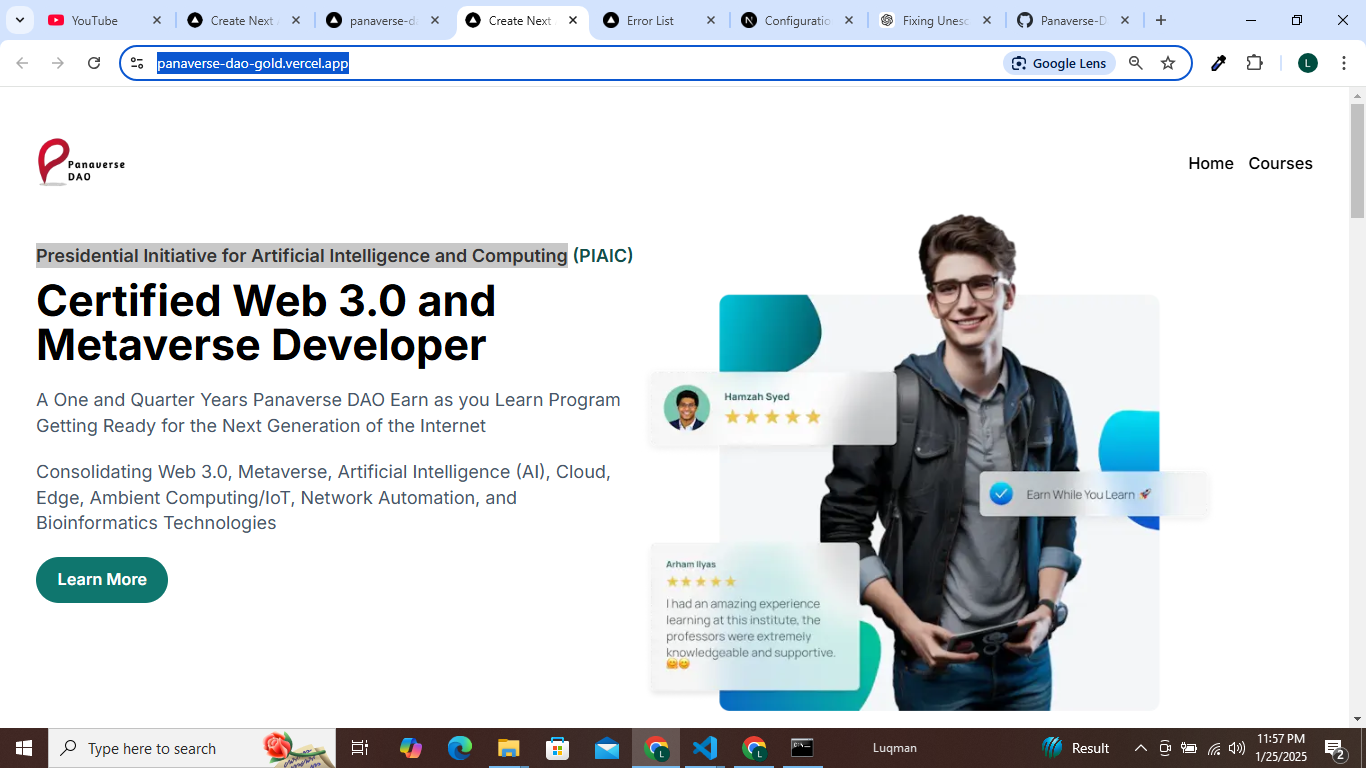 YouTube
Create Next
panaverse-d
Create Next
Error List
Configuratio
Fixing Unesc
Panaverse-D
panaverse-dao-gold.vercel.app
Google Lens
L
Panaverse
DAO
Home Courses
Presidential Initiative for Artificial Intelligence and Computing (PIAIC)
Certified Web 3.0 and
Metaverse Developer
A One and Quarter Years Panaverse DAO Earn as you Learn Program
Getting Ready for the Next Generation of the Internet
Consolidating Web 3.0, Metaverse, Artificial Intelligence (AI), Cloud,
Edge, Ambient Computing/IoT, Network Automation, and
Bioinformatics Technologies
Learn More
Hamzah Syed
Earn While You Learn 🚀
Arham Ilyas
I had an amazing experience
learning at this institute, the
professors were extremely
knowledgeable and supportive.
🤗😊
Type here to search
Luqman
Result
11:57 PM
1/25/2025
2